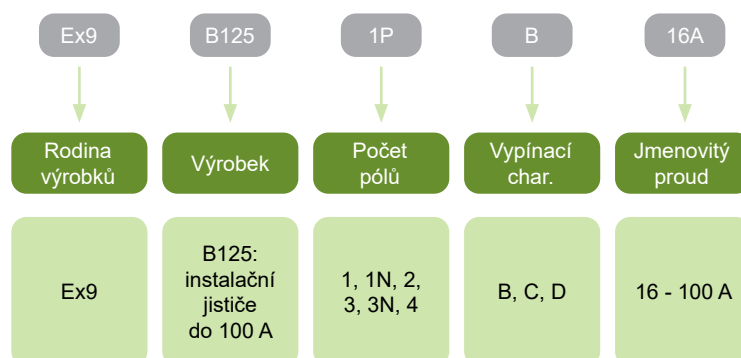 Ex9
B125
1P
B
16A
Rodina
výrobků
Výrobek
Počet
pólů
Vypínací
char.
Jmenovitý
proud
Ex9
B125:
instalační
jističe
do 100 A
1, 1N, 2,
3, 3N, 4
B, C, D
16 - 100 A